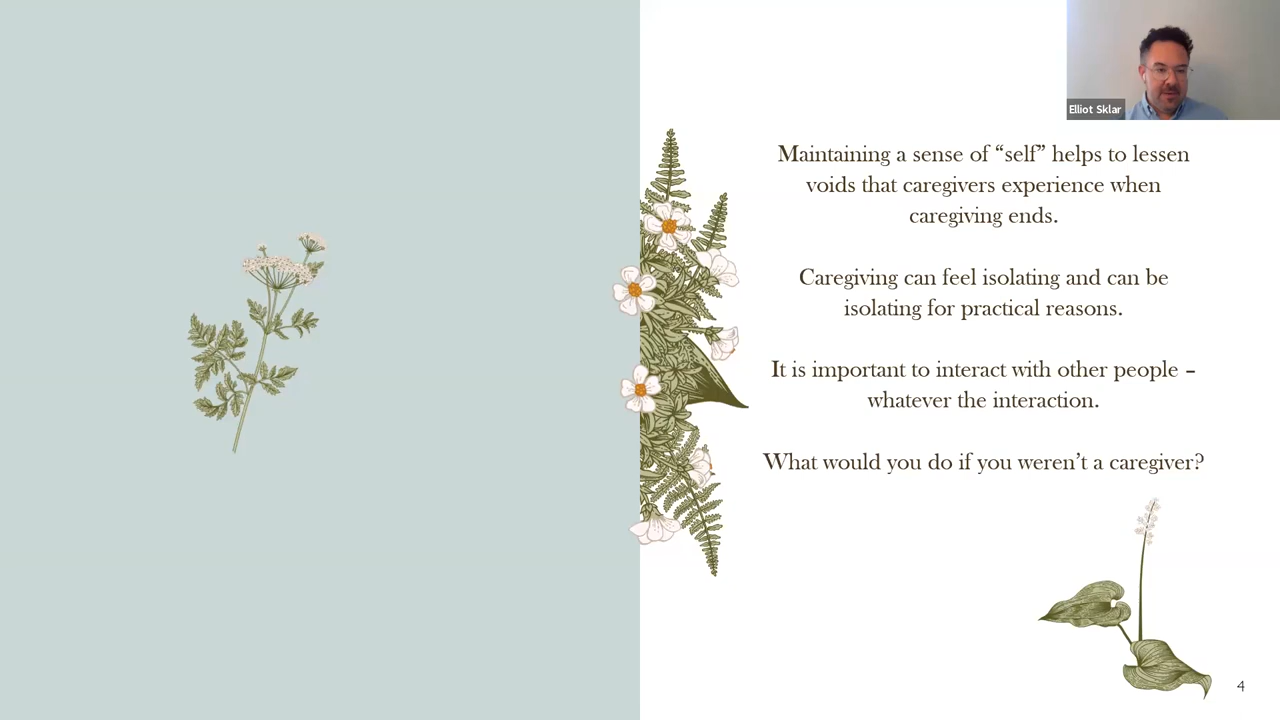 Elliot Sklar
Maintaining a sense of “self” helps to lessen
voids that caregivers experience when
caregiving ends.
Caregiving can feel isolating and can be
isolating for practical reasons.
It is important to interact with other people –
whatever the interaction.
What would you do if you weren’t a caregiver?
4